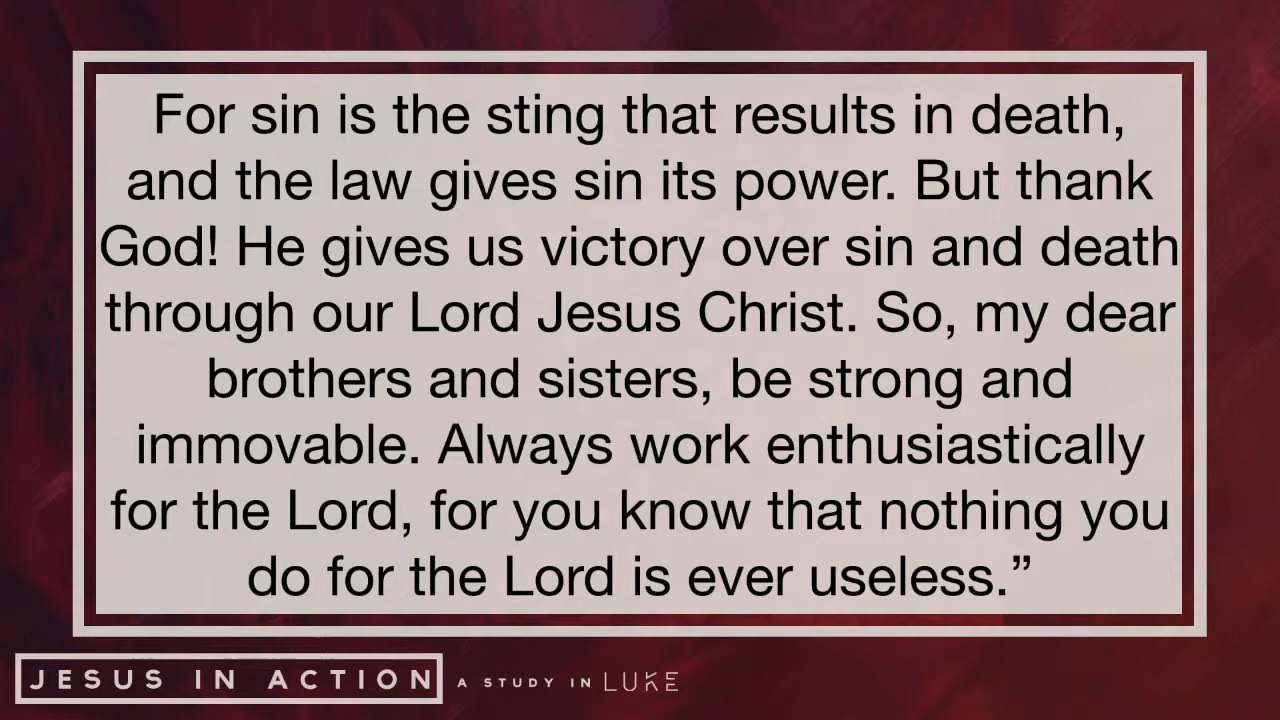 For sin is the sting that results in death,
and the law gives sin its power. But thank
God! He gives us victory over sin and death
through our Lord Jesus Christ. So, my dear
brothers and sisters, be strong and
immovable. Always work enthusiastically
for the Lord, for you know that nothing you
do for the Lord is ever useless.”
JESUS IN ACTION A STUDY IN LUKE